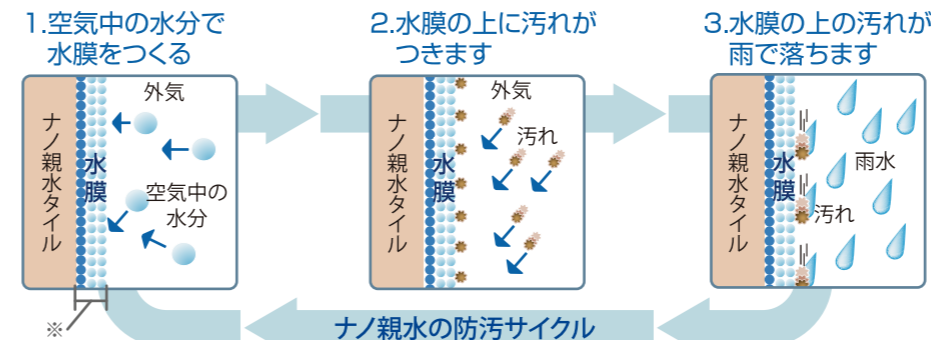 1.空気中の水分で
水膜をつくる
2.水膜の上に汚れが
つきます
3.水膜の上の汚れが
雨で落ちます
ナノ親水タイル
水膜
外気
空気中の
水分
ナノ親水タイル
水膜
外気
汚れ
ナノ親水タイル
水膜
雨水
汚れ
※
ナノ親水の防汚サイクル